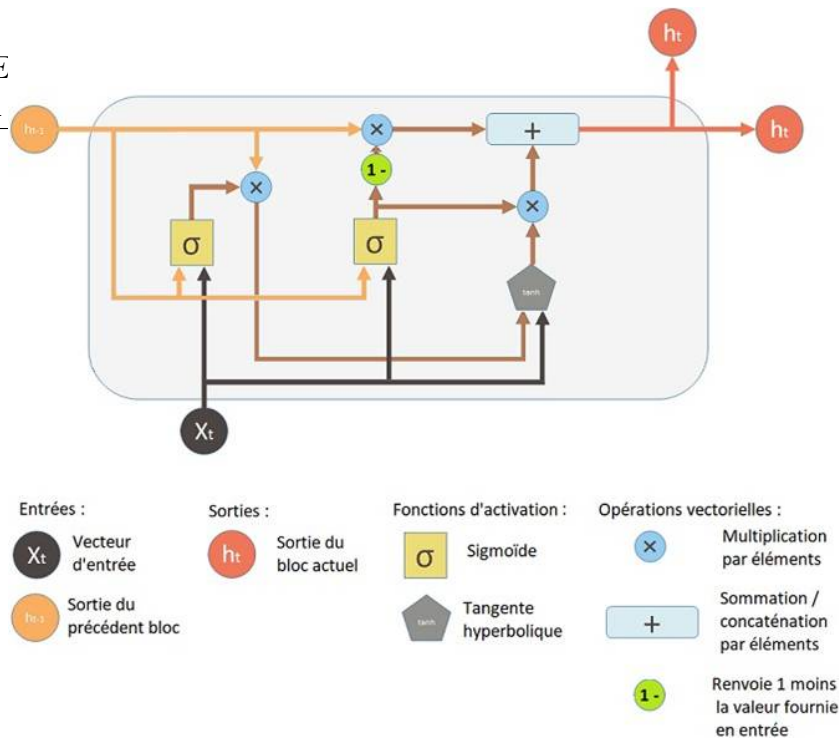 E
hₜ
hₜ₋₁
×
+
hₜ
1 -
×
×
σ
σ
tanh
Xₜ
Entrées :
Sorties :
Fonctions d'activation :
Opérations vectorielles :
Xₜ
Vecteur
d'entrée
hₜ
Sortie du
bloc actuel
σ
Sigmoïde
×
Multiplication
par éléments
hₜ₋₁
Sortie du
précédent bloc
tanh
Tangente
hyperbolique
+
Sommation /
concaténation
par éléments
1 -
Renvoie 1 moins
la valeur fournie
en entrée